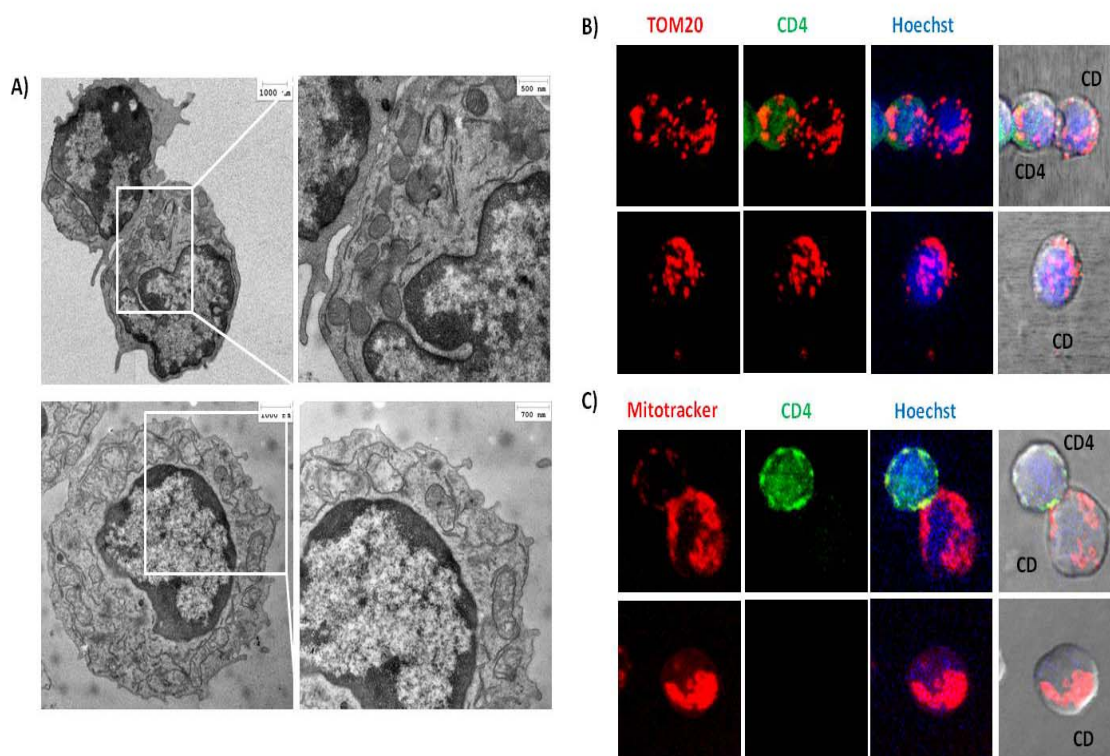 A)
1000 nm
500 nm
1000 nm
700 nm
B)
TOM20 CD4 Hoechst
CD
CD4
CD
C)
Mitotracker CD4 Hoechst
CD4
CD
CD